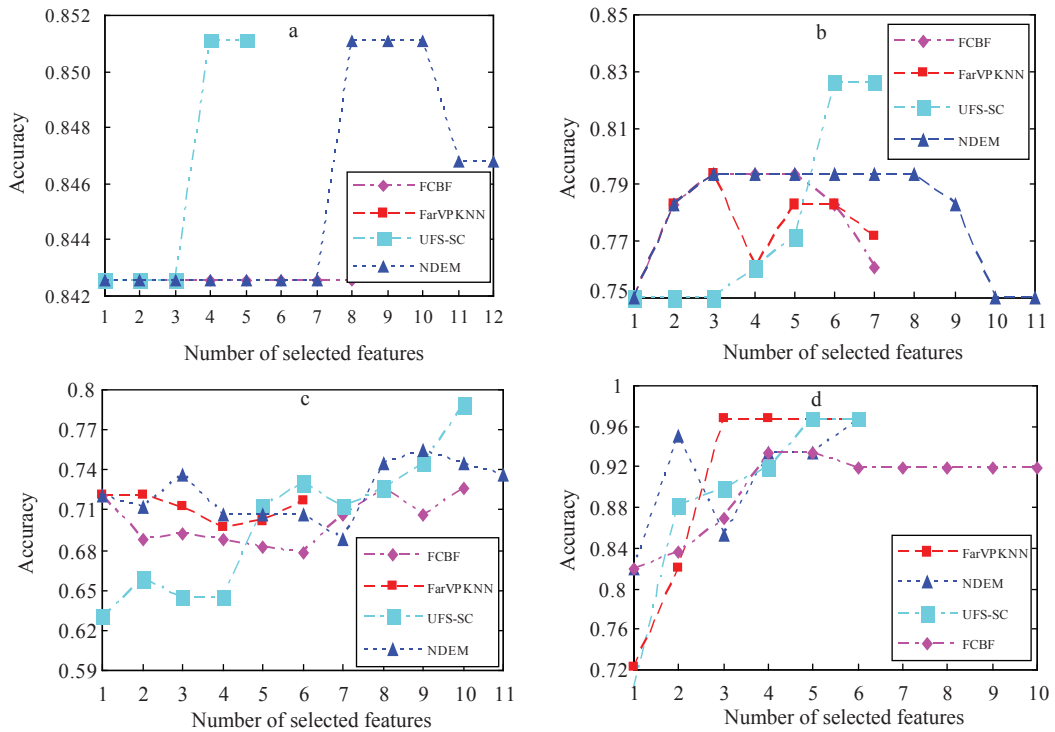 a
0.852
0.850
0.848
0.846
0.844
0.843
0.842
Accuracy
FCBF
FarVPKNN
UFS-SC
NDEM
1 2 3 4 5 6 7 8 9 10 11 12
Number of selected features
b
0.95
0.83
0.81
0.79
0.77
0.75
Accuracy
FCBF
FarVPKNN
UFS-SC
NDEM
1 2 3 4 5 6 7 8 9 10 11
Number of selected features
c
0.8
0.77
0.74
0.71
0.68
0.65
0.62
0.59
Accuracy
FCBF
FarVPKNN
UFS-SC
NDEM
1 2 3 4 5 6 7 8 9 10 11
Number of selected features
d
1
0.96
0.92
0.88
0.84
0.8
0.76
0.72
Accuracy
FarVPKNN
NDEM
UFS-SC
FCBF
1 2 3 4 5 6 7 8 9 10
Number of selected features